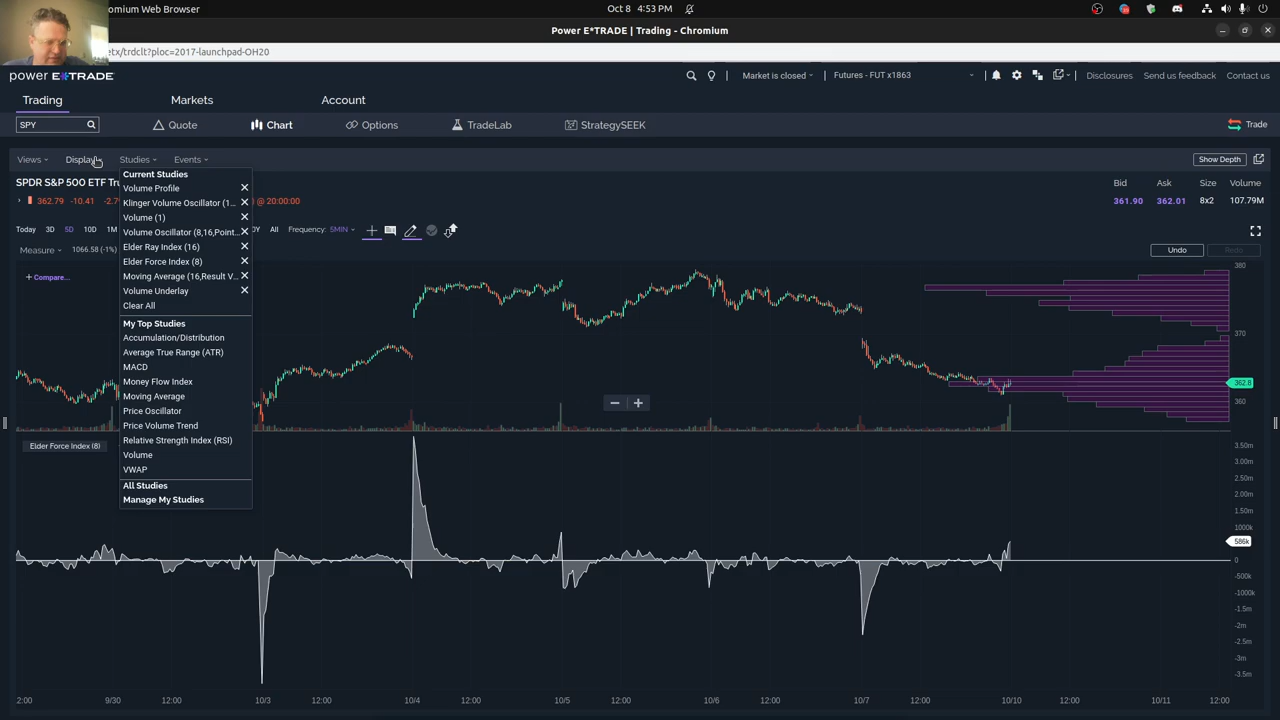 omium Web Browser
Oct 8 4:53 PM
Power E*TRADE | Trading - Chromium
etx/trdclt?ploc=2017-launchpad-OH20
power E*TRADE
Market is closed
Futures - FUT x1863
Disclosures
Send us feedback
Contact us
Trading
Markets
Account
SPY
Quote
Chart
Options
TradeLab
StrategySEEK
Trade
Views
Display
Studies
Events
Show Depth
SPDR S&P 500 ETF Tru
Bid
Ask
Size
Volume
362.79 -10.41 -2.7
@ 20:00:00
361.90
362.01
8x2
107.79M
Today
3D
5D
10D
1M
DY
All
Frequency: 5MIN
Measure
1066.58 (-1%)
Undo
Redo
+ Compare...
Current Studies
Volume Profile
Klinger Volume Oscillator (1...
Volume (1)
Volume Oscillator (8,16,Point...
Elder Ray Index (16)
Elder Force Index (8)
Moving Average (16,Result V...
Volume Underlay
Clear All
My Top Studies
Accumulation/Distribution
Average True Range (ATR)
MACD
Money Flow Index
Moving Average
Price Oscillator
Price Volume Trend
Relative Strength Index (RSI)
Volume
VWAP
All Studies
Manage My Studies
380
370
362.8
360
Elder Force Index (8)
3.50m
3.00m
2.50m
2.00m
1.50m
1000k
586k
0
-500k
-1000k
-1.5m
-2m
-2.5m
-3m
-3.5m
2:00
9/30
12:00
10/3
12:00
10/4
12:00
10/5
12:00
10/6
12:00
10/7
12:00
10/10
12:00
10/11
12:00